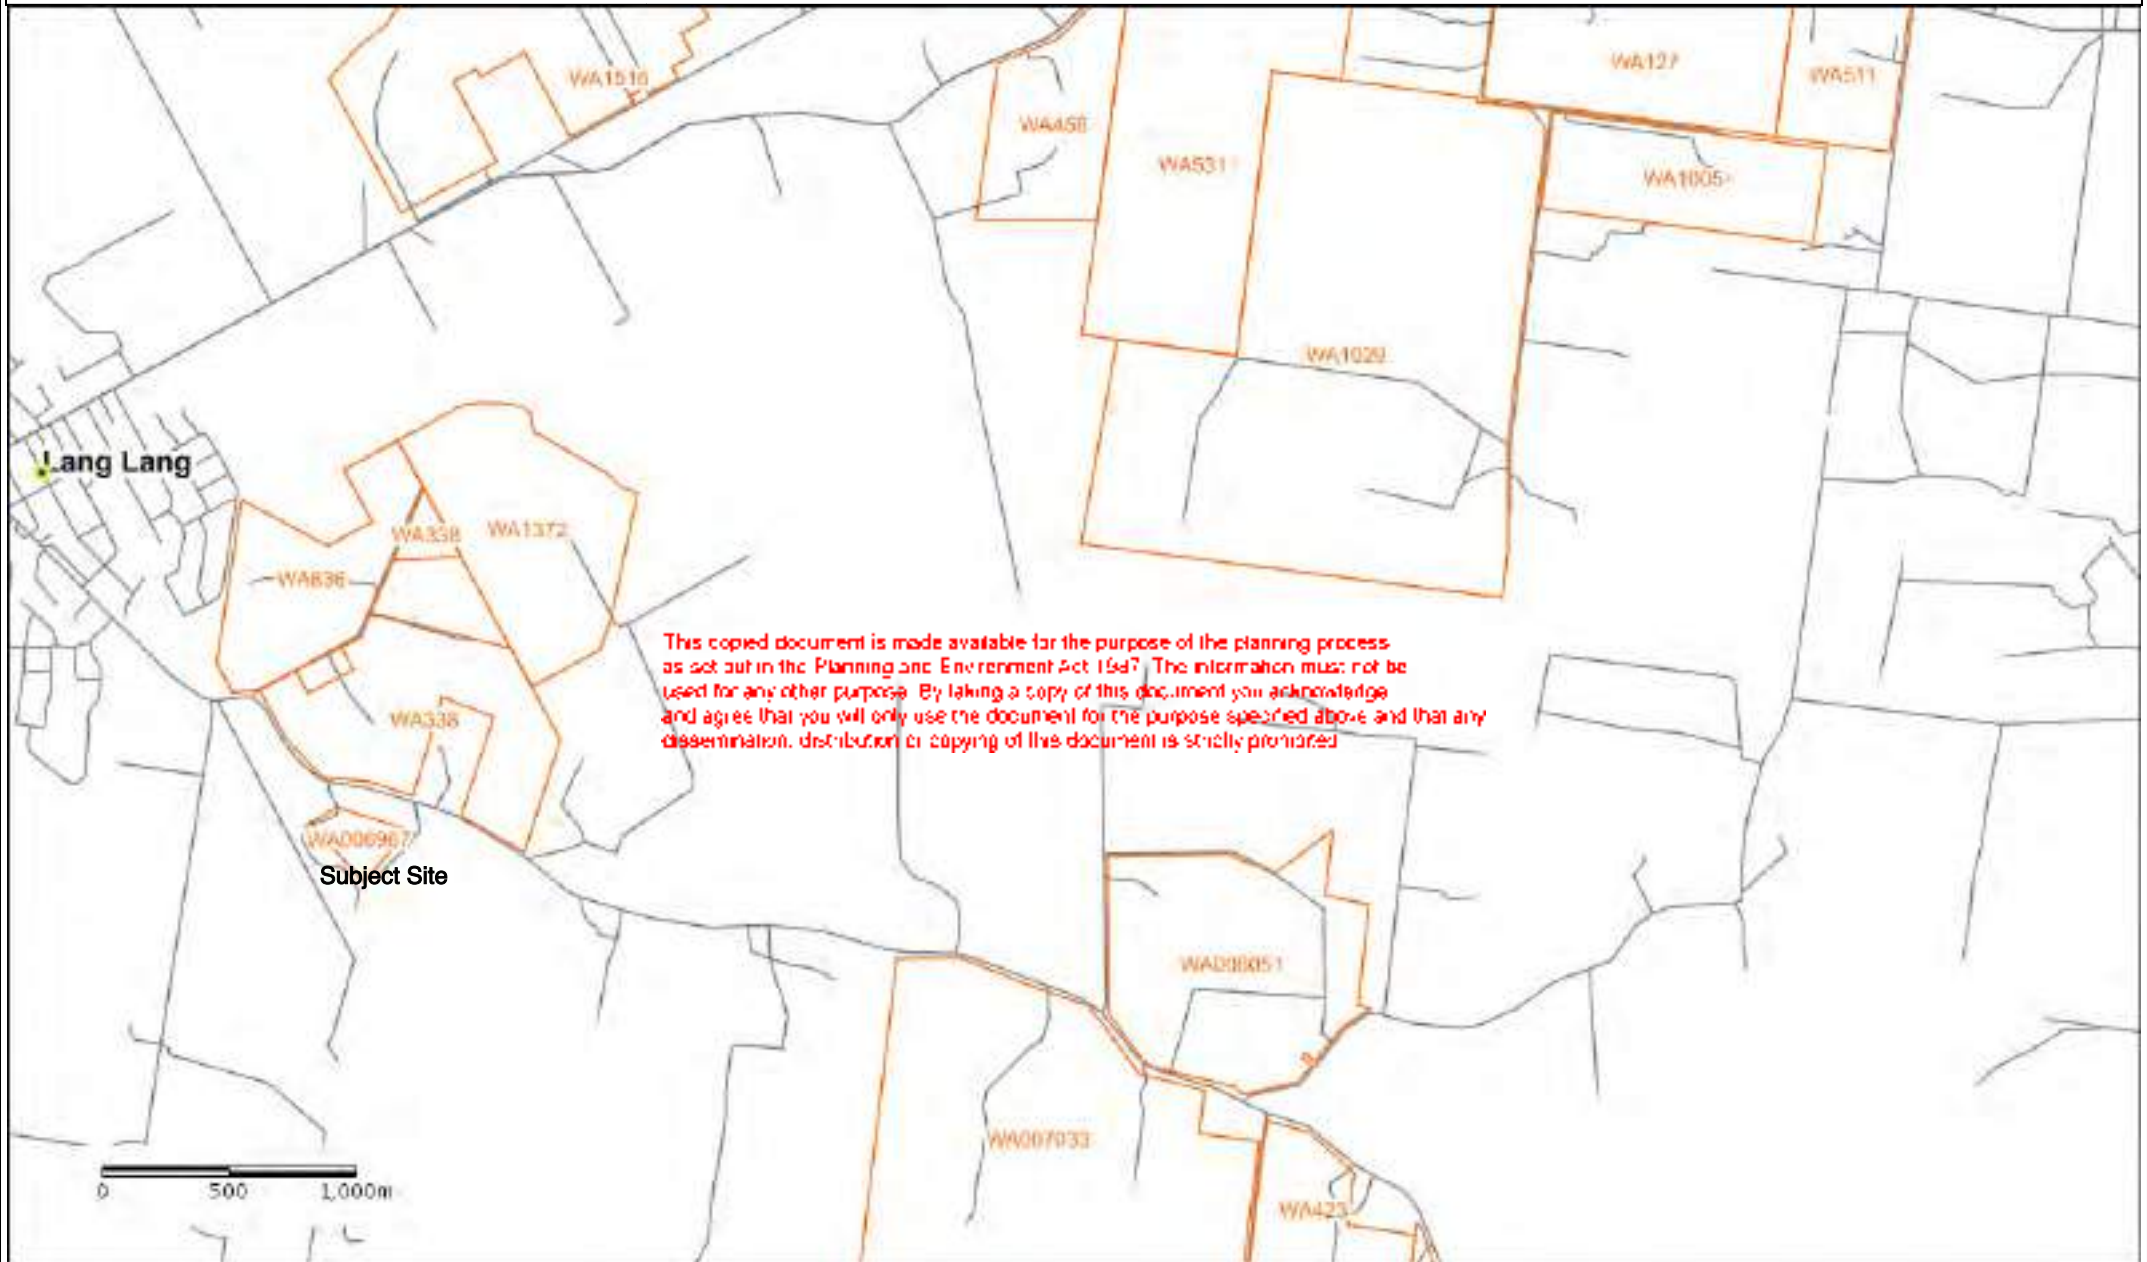 WA1516
WA127
WA511
WA458
WA531
WA1005
WA1029
Lang Lang
WA338
WA1372
WA836
This copied document is made available for the purpose of the planning process
as set out in the Planning and Environment Act 1987. The information must not be
used for any other purpose. By taking a copy of this document you acknowledge
and agree that you will only use the document for the purpose specified above and that any
dissemination, distribution or copying of this document is strictly prohibited
WA338
WA006967
Subject Site
WA006051
WA007033
WA423
0 500 1,000m